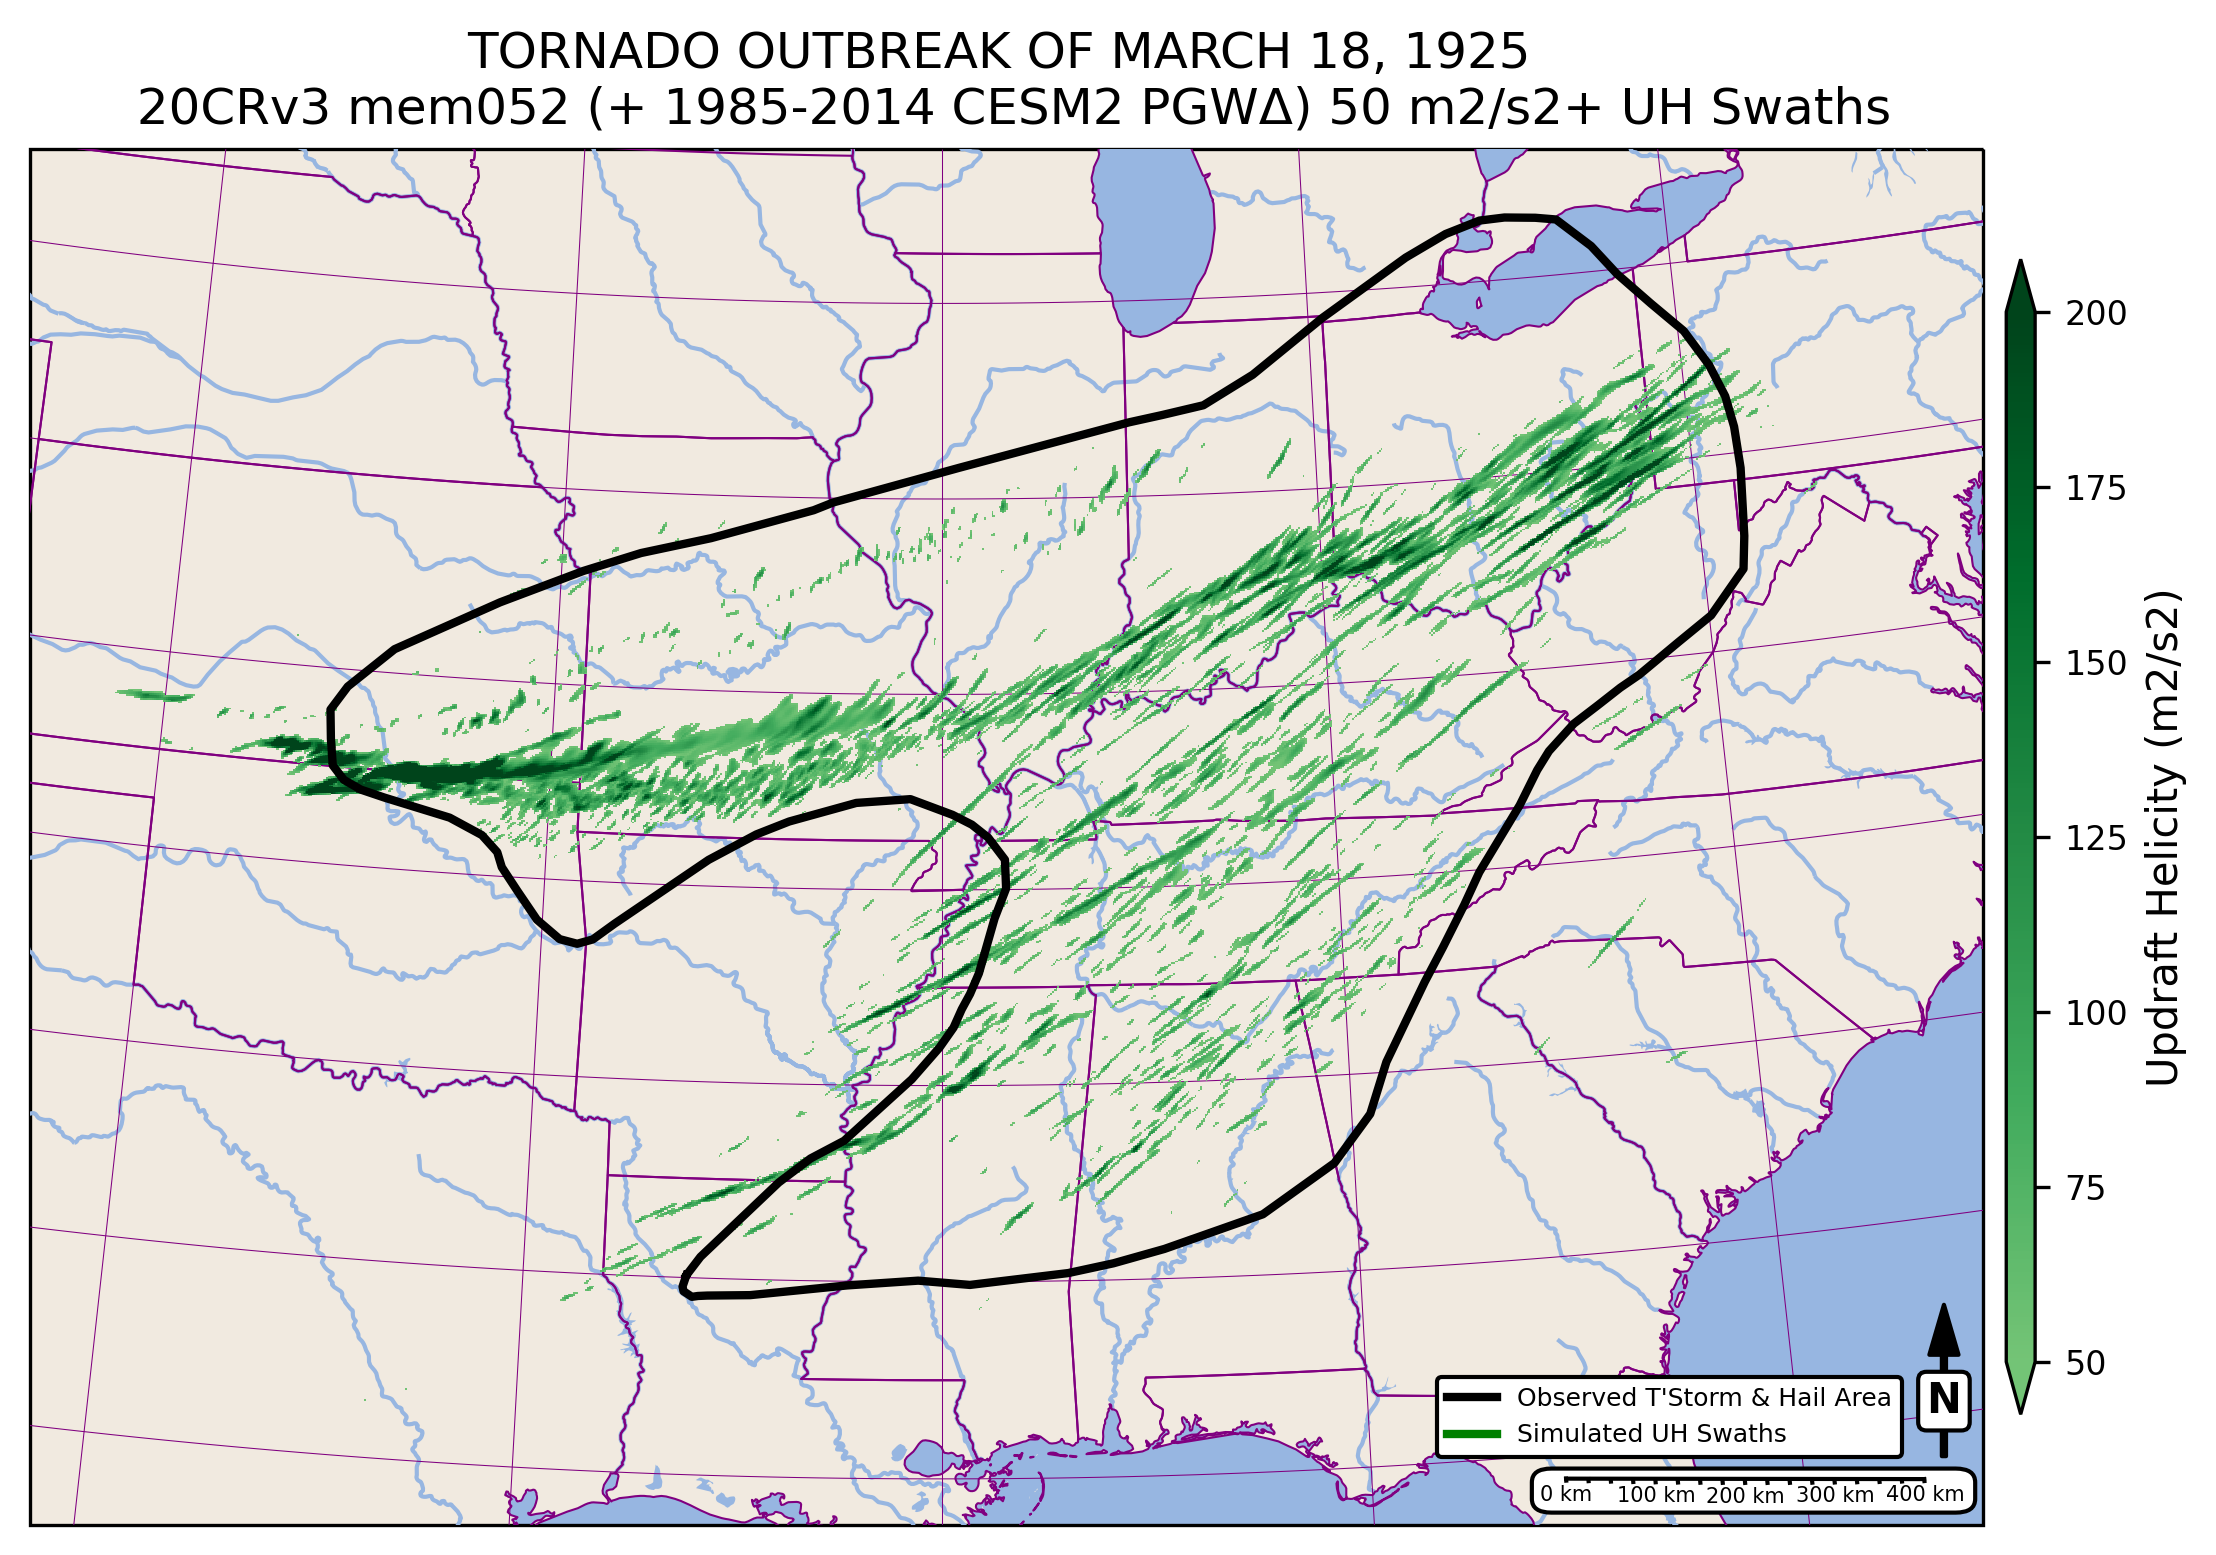 TORNADO OUTBREAK OF MARCH 18, 1925
20CRv3 mem052 (+ 1985-2014 CESM2 PGWΔ) 50 m2/s2+ UH Swaths
200
175
150
125
100
75
50
Updraft Helicity (m2/s2)
Observed T'Storm & Hail Area
Simulated UH Swaths
N
0 km 100 km 200 km 300 km 400 km